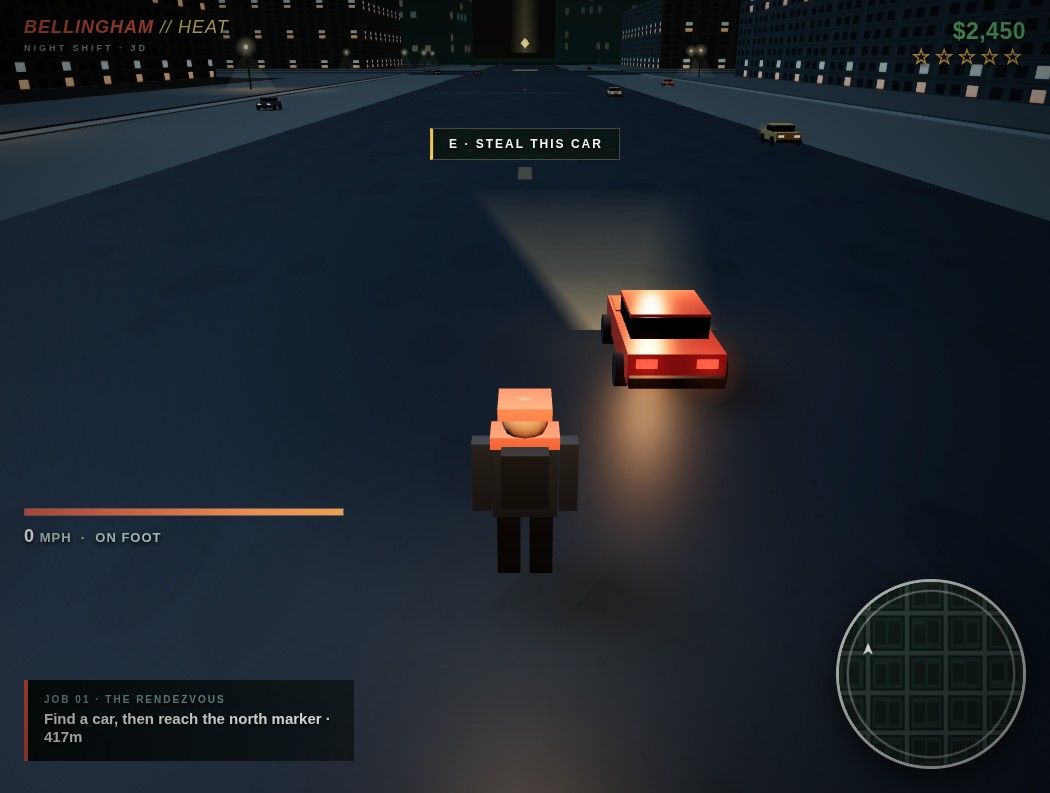 BELLINGHAM // HEAT
NIGHT SHIFT · 3D
$2,450
E · STEAL THIS CAR
0 MPH · ON FOOT
JOB 01 · THE RENDEZVOUS
Find a car, then reach the north marker ·
417m